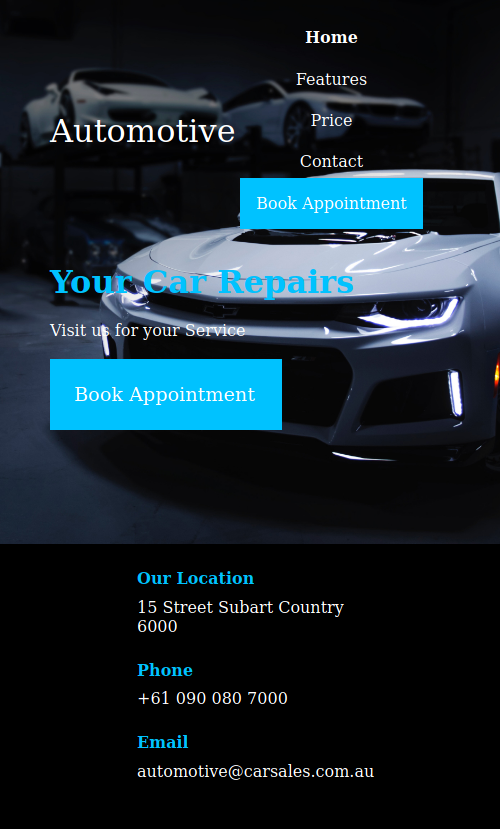 Home
Features
Price
Contact
Book Appointment
Automotive
Your Car Repairs
Visit us for your Service
Book Appointment
Our Location
15 Street Subart Country
6000
Phone
+61 090 080 7000
Email
automotive@carsales.com.au